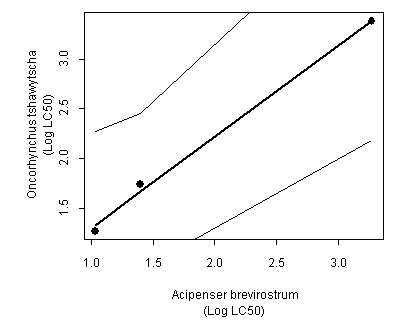 Oncorhynchus tshawytscha
(Log LC50)
3.0
2.5
2.0
1.5
1.0 1.5 2.0 2.5 3.0
Acipenser brevirostrum
(Log LC50)